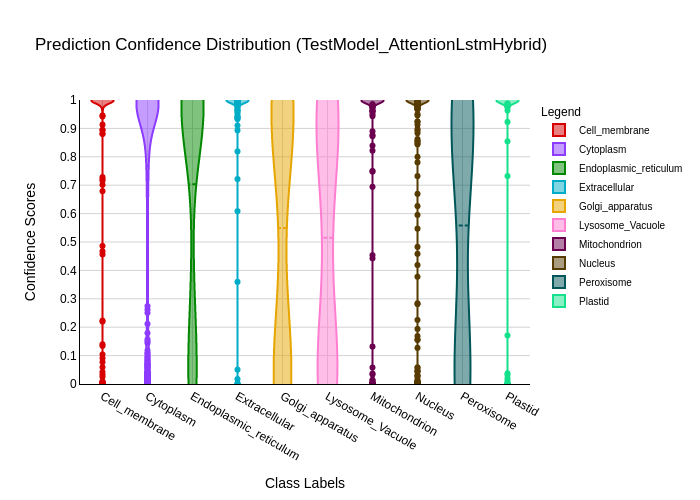 Prediction Confidence Distribution (TestModel_AttentionLstmHybrid)
Confidence Scores
1
0.9
0.8
0.7
0.6
0.5
0.4
0.3
0.2
0.1
0
Cell_membrane
Cytoplasm
Endoplasmic_reticulum
Extracellular
Golgi_apparatus
Lysosome_Vacuole
Mitochondrion
Nucleus
Peroxisome
Plastid
Class Labels
Legend
Cell_membrane
Cytoplasm
Endoplasmic_reticulum
Extracellular
Golgi_apparatus
Lysosome_Vacuole
Mitochondrion
Nucleus
Peroxisome
Plastid